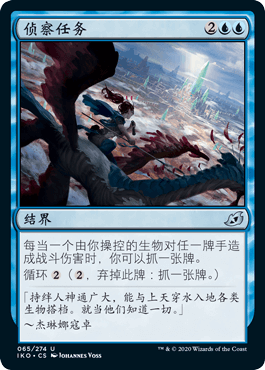 侦察任务 2
结界
每当一个由你操控的生物对任一牌手造
成战斗伤害时,你可以抓一张牌。
循环 2 ( 2 ,弃掉此牌:抓一张牌。)
「持绊人神通广大,能与上天穿水入地各类
生物搭档。就当他们知道一切。」
～杰琳娜寇卓
065/274 U
IKO • CS JOHANNES VOSS
™ & © 2020 Wizards of the Coast